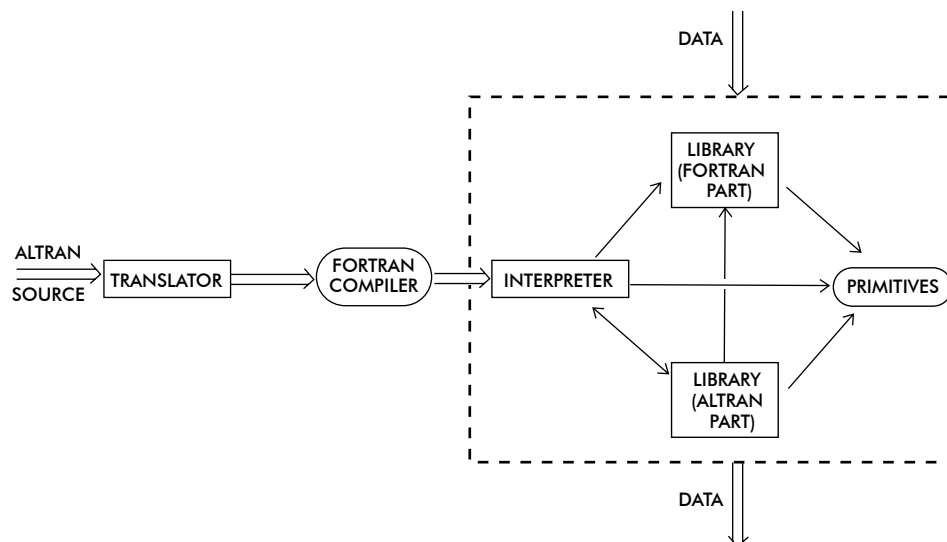 DATA
LIBRARY
(FORTRAN
PART)
ALTRAN
SOURCE
TRANSLATOR
FORTRAN
COMPILER
INTERPRETER
PRIMITIVES
LIBRARY
(ALTRAN
PART)
DATA